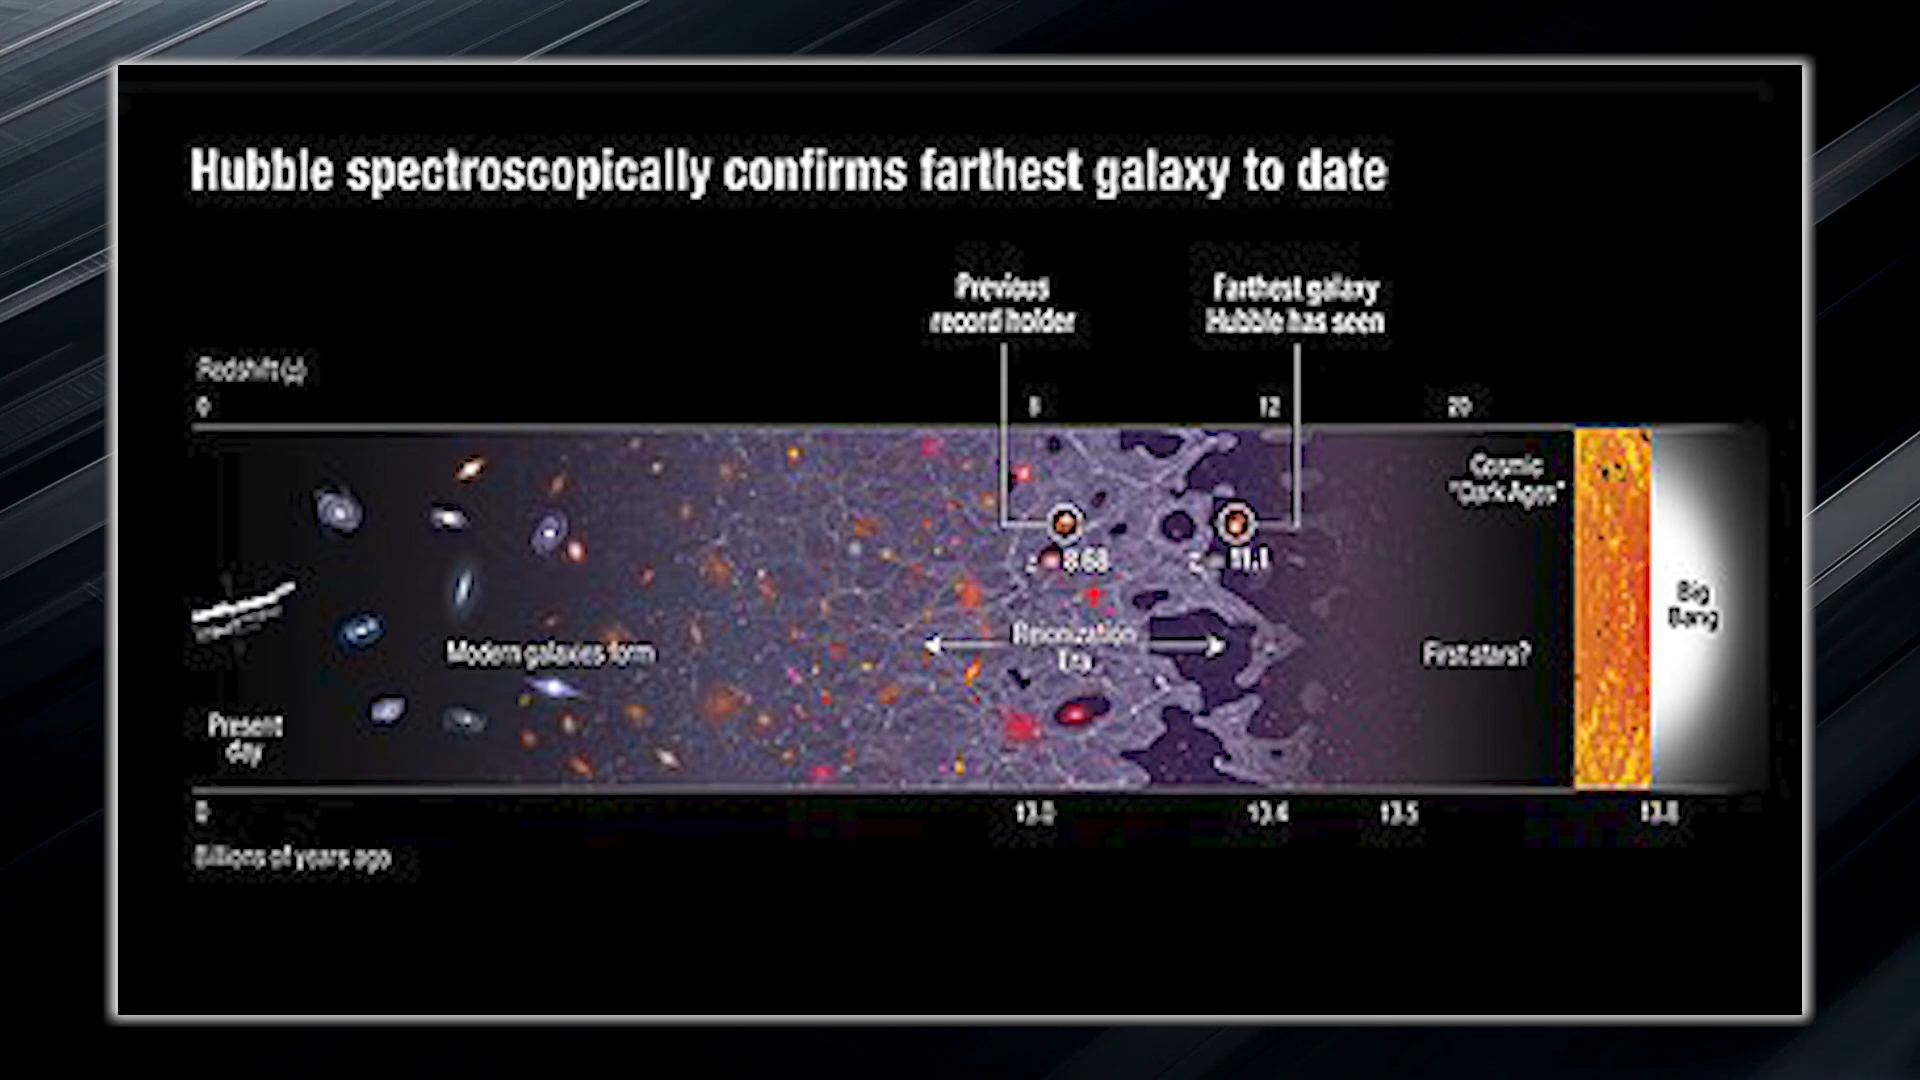 Hubble spectroscopically confirms farthest galaxy to date
Previous
record holder
Farthest galaxy
Hubble has seen
Redshift (z)
0
8
12
20
Cosmic
"Dark Ages"
z = 8.68
z = 11.1
Big
Bang
Reionization
Era
Modern galaxies form
First stars?
Present
day
0
13.0
13.4
13.5
13.8
Billions of years ago